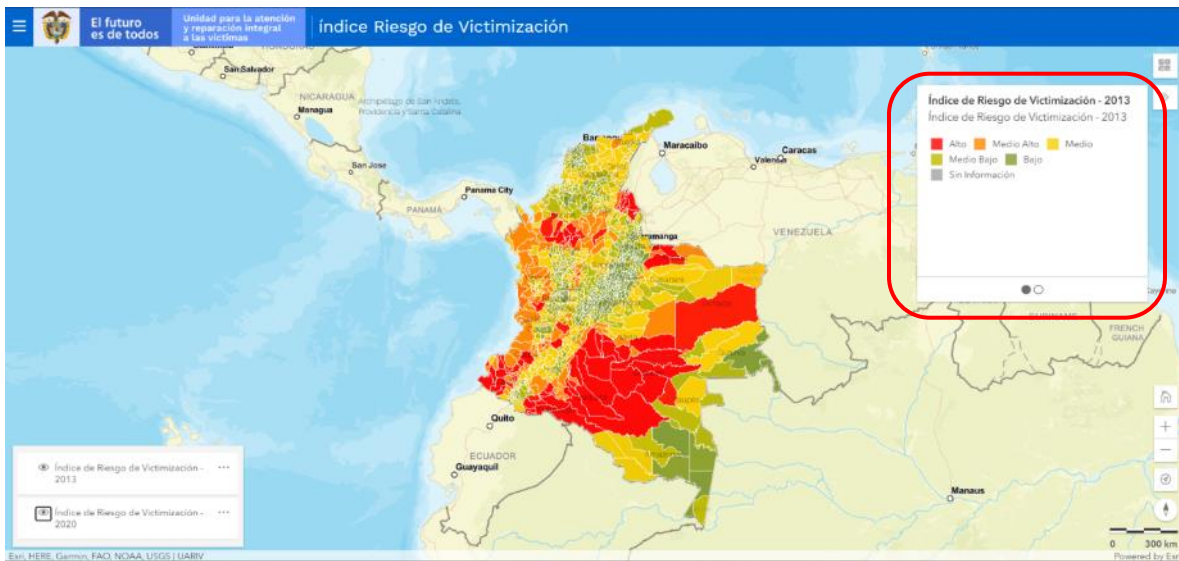 El futuro
es de todos
Unidad para la atención
y reparación integral
a las víctimas
Índice Riesgo de Victimización
San Salvador
NICARAGUA
Managua
Archipiélago de San Andrés,
Providencia y Santa Catalina
San Jose
Panama City
PANAMÁ
Maracaibo
Caracas
Valencia
VENEZUELA
Quito
ECUADOR
Guayaquil
Manaus
FRENCH
GUIANA
Índice de Riesgo de Victimización - 2013
Índice de Riesgo de Victimización - 2013
Alto Medio Alto Medio
Medio Bajo Bajo
Sin Información
Índice de Riesgo de Victimización -
2013
Índice de Riesgo de Victimización -
2020
0 300 km
Esri, HERE, Garmin, FAO, NOAA, USGS | UARIV
Powered by Esri